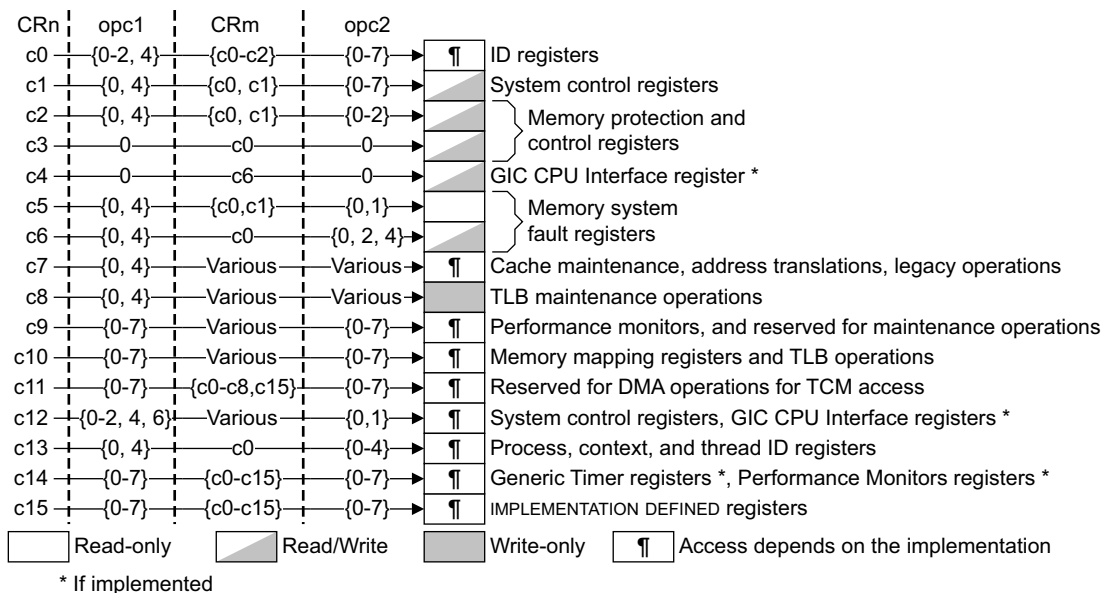 CRn opc1 CRm opc2
c0 {0-2, 4} {c0-c2} {0-7} ¶ ID registers
c1 {0, 4} {c0, c1} {0-7} System control registers
c2 {0, 4} {c0, c1} {0-2} Memory protection and
c3 0 c0 0 control registers
c4 0 c6 0 GIC CPU Interface register *
c5 {0, 4} {c0,c1} {0,1} Memory system
c6 {0, 4} c0 {0, 2, 4} fault registers
c7 {0, 4} Various Various ¶ Cache maintenance, address translations, legacy operations
c8 {0, 4} Various Various TLB maintenance operations
c9 {0-7} Various {0-7} ¶ Performance monitors, and reserved for maintenance operations
c10 {0-7} Various {0-7} ¶ Memory mapping registers and TLB operations
c11 {0-7} {c0-c8,c15} {0-7} ¶ Reserved for DMA operations for TCM access
c12 {0-2, 4, 6} Various {0,1} ¶ System control registers, GIC CPU Interface registers *
c13 {0, 4} c0 {0-4} ¶ Process, context, and thread ID registers
c14 {0-7} {c0-c15} {0-7} ¶ Generic Timer registers *, Performance Monitors registers *
c15 {0-7} {c0-c15} {0-7} ¶ IMPLEMENTATION DEFINED registers
Read-only Read/Write Write-only ¶ Access depends on the implementation
* If implemented